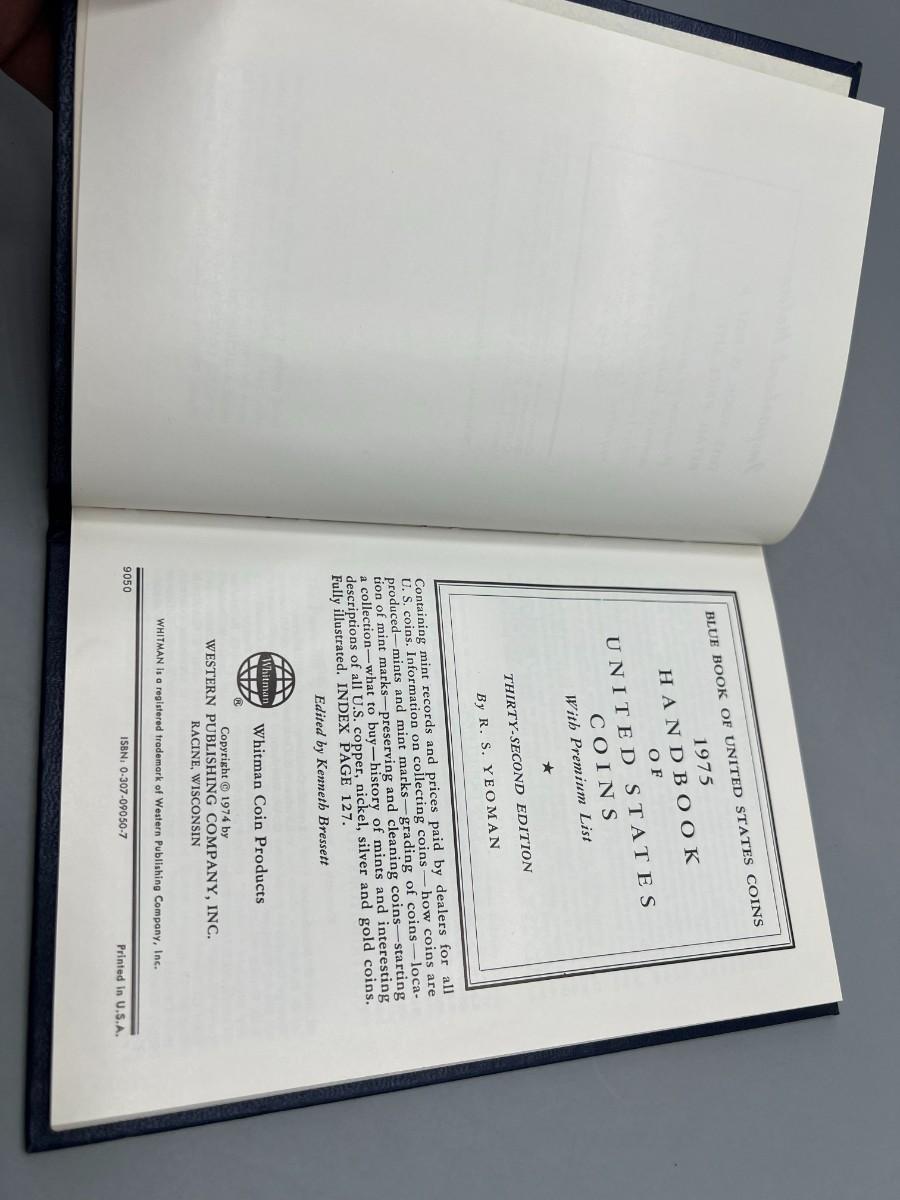 BLUE BOOK OF UNITED STATES COINS
1975
HANDBOOK
OF
UNITED STATES
COINS
With Premium List
★
THIRTY-SECOND EDITION
By R. S. YEOMAN
Containing mint records and prices paid by dealers for all
U. S. coins. Information on collecting coins—how coins are
produced—mints and mint marks—grading of coins—loca-
tion of mint marks—preserving and cleaning coins—starting
a collection—what to buy—history of mints and interesting
descriptions of all U.S. copper, nickel, silver and gold coins.
Fully illustrated. INDEX PAGE 127.
Edited by Kenneth Bressett
Whitman ® Whitman Coin Products
Copyright © 1974 by
WESTERN PUBLISHING COMPANY, INC.
RACINE, WISCONSIN
WHITMAN is a registered trademark of Western Publishing Company, Inc.
9050 ISBN: 0-307-09050-7 Printed in U.S.A.